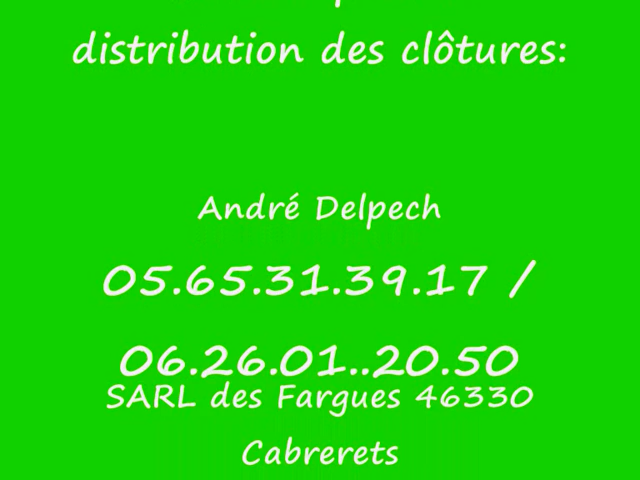 distribution des clôtures:
André Delpech
05.65.31.39.17 /
06.26.01..20.50
SARL des Fargues 46330
Cabrerets